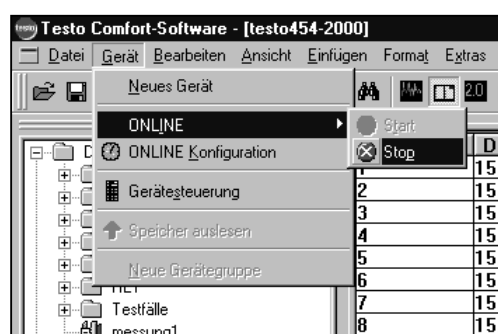 Testo Comfort-Software - [testo454-2000]
Datei Gerät Bearbeiten Ansicht Einfügen Format Extras
Neues Gerät
2.0
ONLINE
Start
D
ONLINE Konfiguration
Stop
1 15
Gerätesteuerung
2 15
3 15
Speicher auslesen
4 15
5 15
Neue Gerätegruppe
6 15
Testfälle
7 15
messung1
8 15